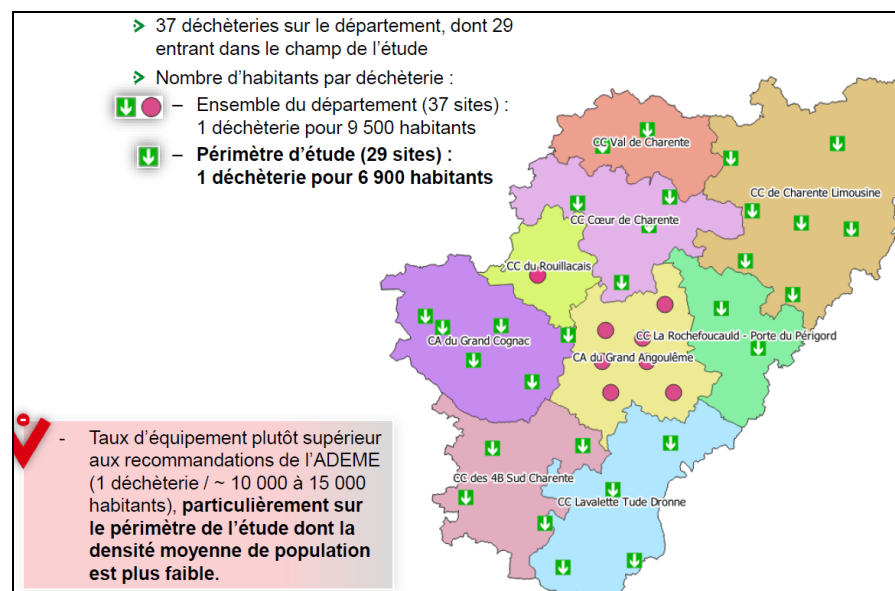 37 déchèteries sur le département, dont 29
entrant dans le champ de l’étude
Nombre d’habitants par déchèterie :
– Ensemble du département (37 sites) :
1 déchèterie pour 9 500 habitants
– Périmètre d’étude (29 sites) :
1 déchèterie pour 6 900 habitants
CC Val de Charente
CC de Charente Limousine
CC Cœur de Charente
CC du Rouillacais
CC La Rochefoucauld - Porte du Périgord
CA du Grand Cognac
CA du Grand Angoulême
CC des 4B Sud Charente
CC Lavalette Tude Dronne
- Taux d’équipement plutôt supérieur
aux recommandations de l’ADEME
(1 déchèterie / ~ 10 000 à 15 000
habitants), particulièrement sur
le périmètre de l’étude dont la
densité moyenne de population
est plus faible.